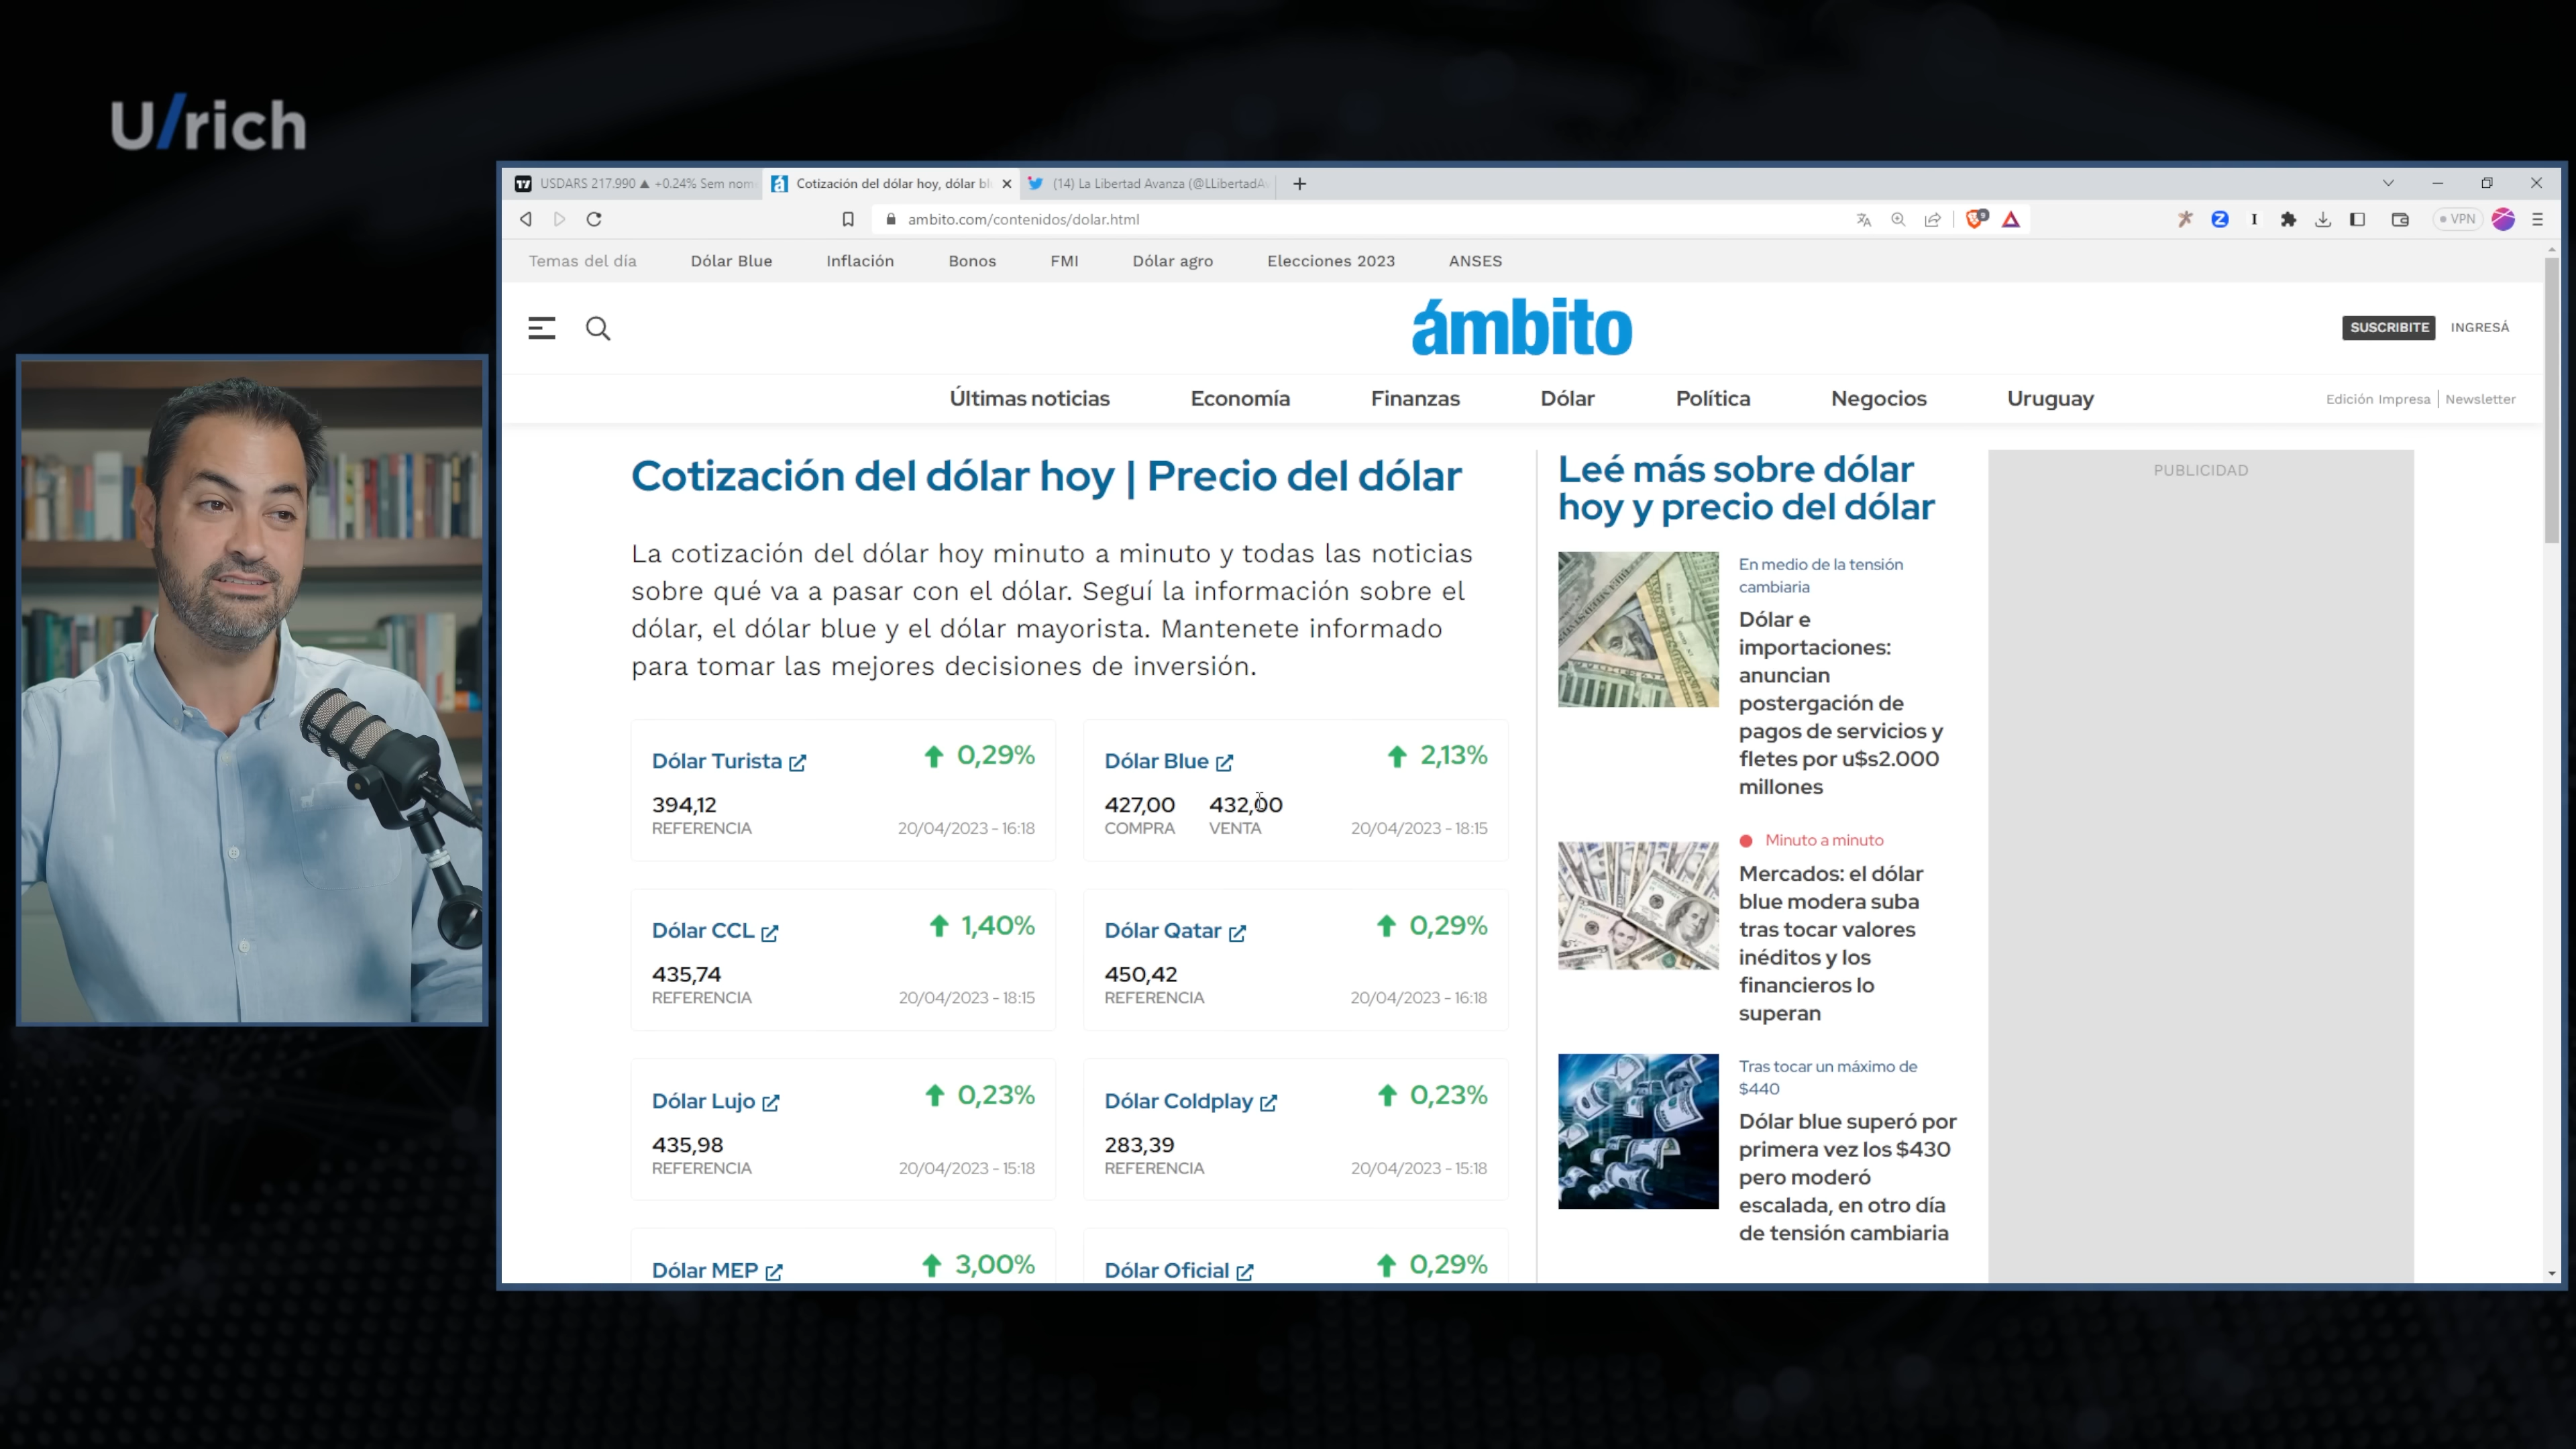 U/rich
USDARS 217.990 ▲ +0.24% Sem nom
Cotización del dólar hoy, dólar bl
(14) La Libertad Avanza (@LLibertadAv
ambito.com/contenidos/dolar.html
VPN
Temas del día Dólar Blue Inflación Bonos FMI Dólar agro Elecciones 2023 ANSES
ámbito
SUSCRIBITE INGRESÁ
Últimas noticias Economía Finanzas Dólar Política Negocios Uruguay
Edición Impresa | Newsletter
Cotización del dólar hoy | Precio del dólar
La cotización del dólar hoy minuto a minuto y todas las noticias
sobre qué va a pasar con el dólar. Seguí la información sobre el
dólar, el dólar blue y el dólar mayorista. Mantenete informado
para tomar las mejores decisiones de inversión.
Dólar Turista 0,29%
394,12
REFERENCIA 20/04/2023 - 16:18
Dólar Blue 2,13%
427,00 432,00
COMPRA VENTA 20/04/2023 - 18:15
Dólar CCL 1,40%
435,74
REFERENCIA 20/04/2023 - 18:15
Dólar Qatar 0,29%
450,42
REFERENCIA 20/04/2023 - 16:18
Dólar Lujo 0,23%
435,98
REFERENCIA 20/04/2023 - 15:18
Dólar Coldplay 0,23%
283,39
REFERENCIA 20/04/2023 - 15:18
Dólar MEP 3,00%
Dólar Oficial 0,29%
Leé más sobre dólar
hoy y precio del dólar
En medio de la tensión
cambiaria
Dólar e
importaciones:
anuncian
postergación de
pagos de servicios y
fletes por u$s2.000
millones
Minuto a minuto
Mercados: el dólar
blue modera suba
tras tocar valores
inéditos y los
financieros lo
superan
Tras tocar un máximo de
$440
Dólar blue superó por
primera vez los $430
pero moderó
escalada, en otro día
de tensión cambiaria
PUBLICIDAD